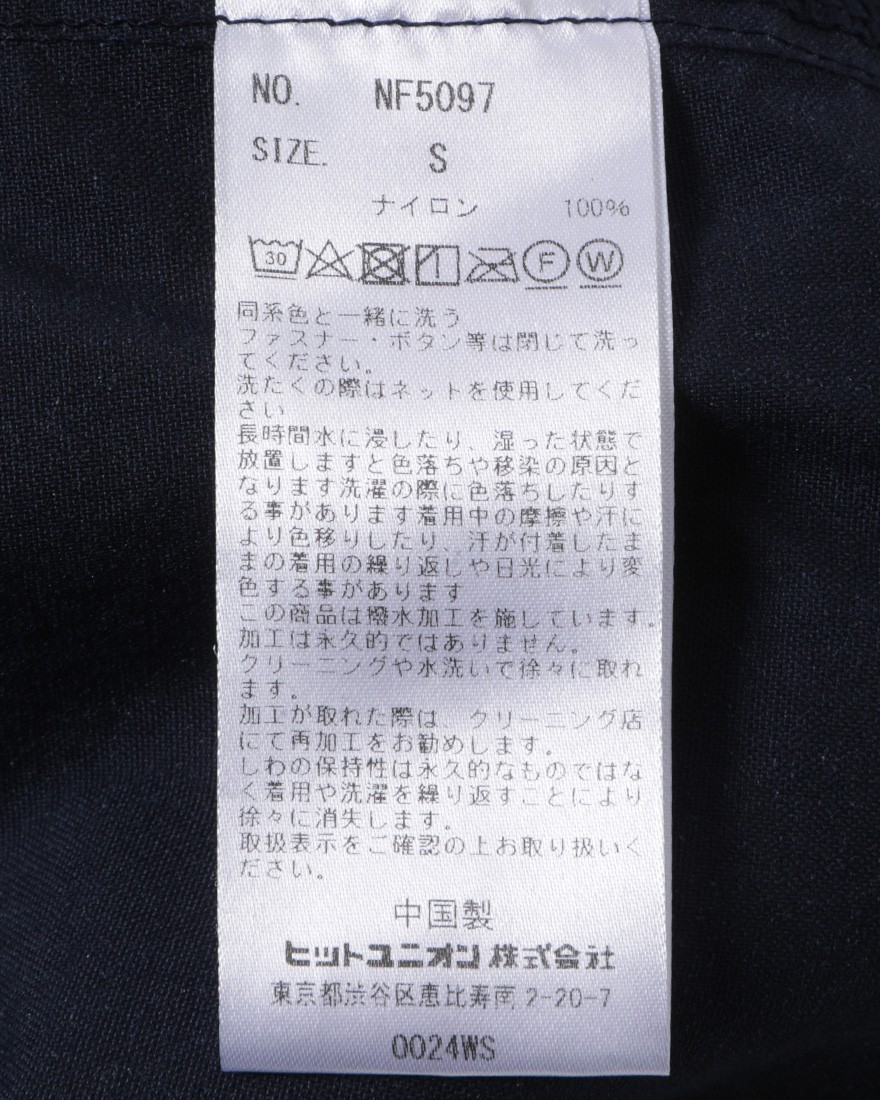 NO. NF5097
SIZE. S
ナイロン 100%
30 F W
同系色と一緒に洗う
ファスナー・ボタン等は閉じて洗っ
てください。
洗たくの際はネットを使用してくだ
さい
長時間水に浸したり、湿った状態で
放置しますと色落ちや移染の原因と
なります洗濯の際に色落ちしたりす
る事があります着用中の摩擦や汗に
より色移りしたり、汗が付着したま
まの着用の繰り返しや日光により変
色する事があります
この商品は撥水加工を施しています。
加工は永久的ではありません。
クリーニングや水洗いで徐々に取れ
ます。
加工が取れた際は、クリーニング店
にて再加工をお勧めします。
しわの保持性は永久的なものではな
く着用や洗濯を繰り返すことにより
徐々に消失します。
取扱表示をご確認の上お取り扱いく
ださい。
中国製
ヒットユニオン株式会社
東京都渋谷区恵比寿南2-20-7
0024WS